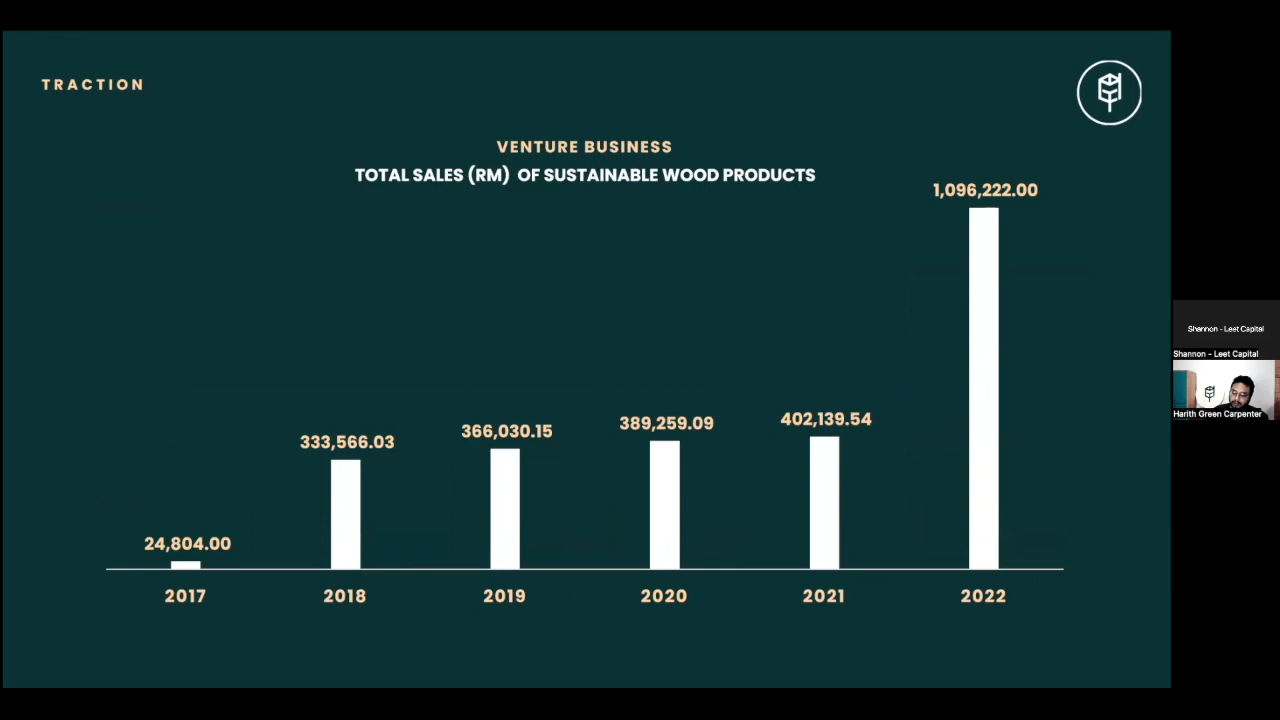 TRACTION
VENTURE BUSINESS
TOTAL SALES (RM) OF SUSTAINABLE WOOD PRODUCTS
1,096,222.00
402,139.54
389,259.09
366,030.15
333,566.03
24,804.00
2017 2018 2019 2020 2021 2022
Shannon - Leet Capital
Shannon - Leet Capital
Harith Green Carpenter